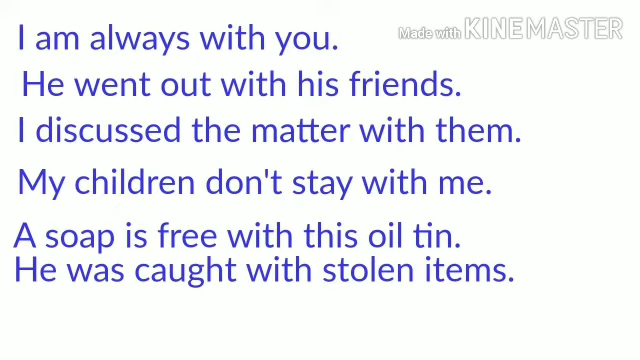 Made with KINEMASTER
I am always with you.
He went out with his friends.
I discussed the matter with them.
My children don't stay with me.
A soap is free with this oil tin.
He was caught with stolen items.